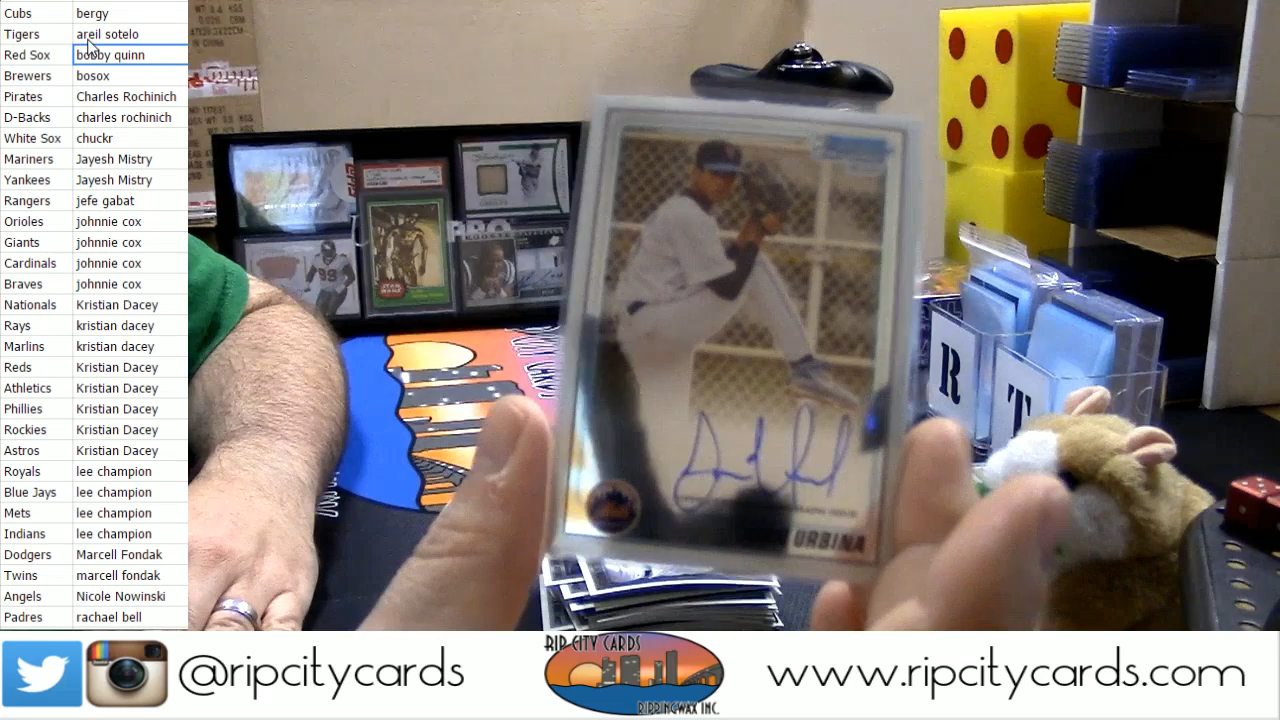 Cubs bergy
Tigers areil sotelo
Red Sox bobby quinn
Brewers bosox
Pirates Charles Rochinich
D-Backs charles rochinich
White Sox chuckr
Mariners Jayesh Mistry
Yankees Jayesh Mistry
Rangers jefe gabat
Orioles johnnie cox
Giants johnnie cox
Cardinals johnnie cox
Braves johnnie cox
Nationals Kristian Dacey
Rays kristian dacey
Marlins kristian dacey
Reds Kristian Dacey
Athletics Kristian Dacey
Phillies Kristian Dacey
Rockies Kristian Dacey
Astros Kristian Dacey
Royals lee champion
Blue Jays lee champion
Mets lee champion
Indians lee champion
Dodgers Marcell Fondak
Twins marcell fondak
Angels Nicole Nowinski
Padres rachael bell
URBINA
R T
@ripcitycards
RIP CITY CARDS
RIPPINGWAX INC.
www.ripcitycards.com